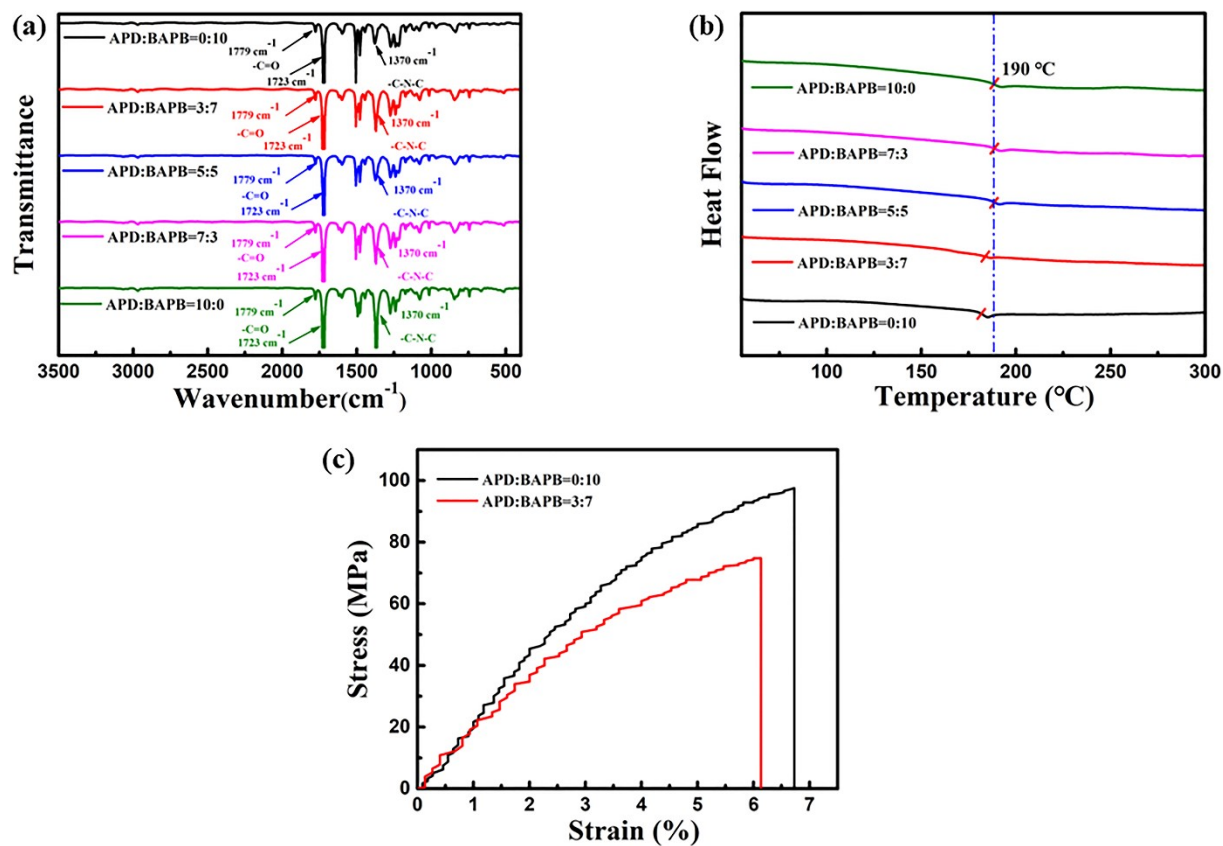 (a)
APD:BAPB=0:10
1779 cm-1
-C=O
1723 cm-1
1370 cm-1
-C-N-C
APD:BAPB=3:7
1779 cm-1
-C=O
1723 cm-1
1370 cm-1
-C-N-C
APD:BAPB=5:5
1779 cm-1
-C=O
1723 cm-1
1370 cm-1
-C-N-C
APD:BAPB=7:3
1779 cm-1
-C=O
1723 cm-1
1370 cm-1
-C-N-C
APD:BAPB=10:0
1779 cm-1
-C=O
1723 cm-1
1370 cm-1
-C-N-C
Transmittance
3500 3000 2500 2000 1500 1000 500
Wavenumber(cm-1)
(b)
190 °C
APD:BAPB=10:0
APD:BAPB=7:3
APD:BAPB=5:5
APD:BAPB=3:7
APD:BAPB=0:10
Heat Flow
100 150 200 250 300
Temperature (°C)
(c)
APD:BAPB=0:10
APD:BAPB=3:7
Stress (MPa)
100
80
60
40
20
0
0 1 2 3 4 5 6 7
Strain (%)